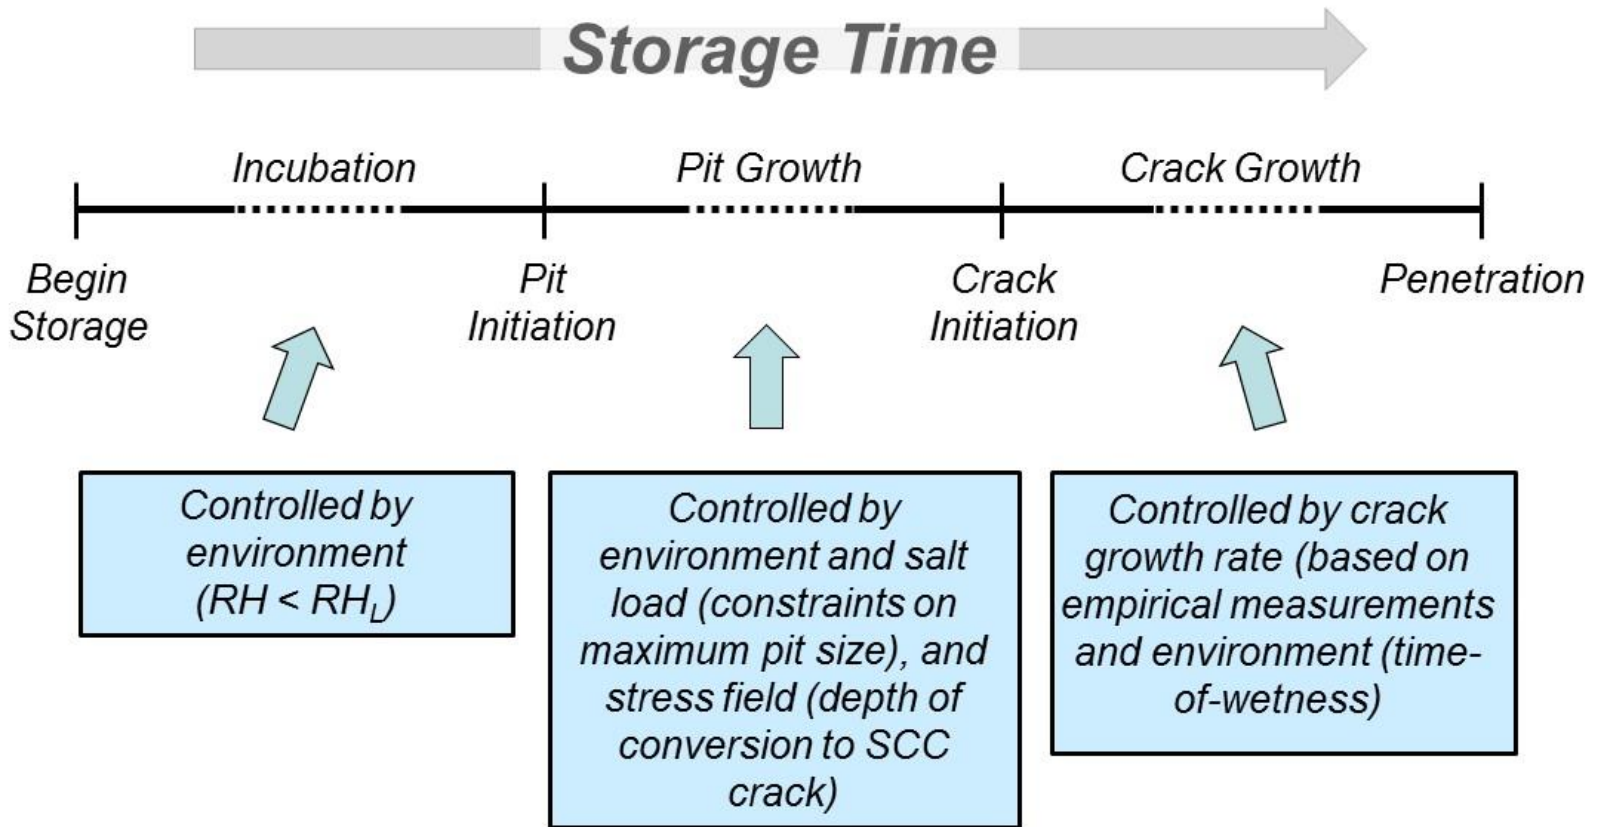 Storage Time
Incubation
Pit Growth
Crack Growth
Begin
Storage
Pit
Initiation
Crack
Initiation
Penetration
Controlled by
environment
(RH < RH_L)
Controlled by
environment and salt
load (constraints on
maximum pit size), and
stress field (depth of
conversion to SCC
crack)
Controlled by crack
growth rate (based on
empirical measurements
and environment (time-
of-wetness)